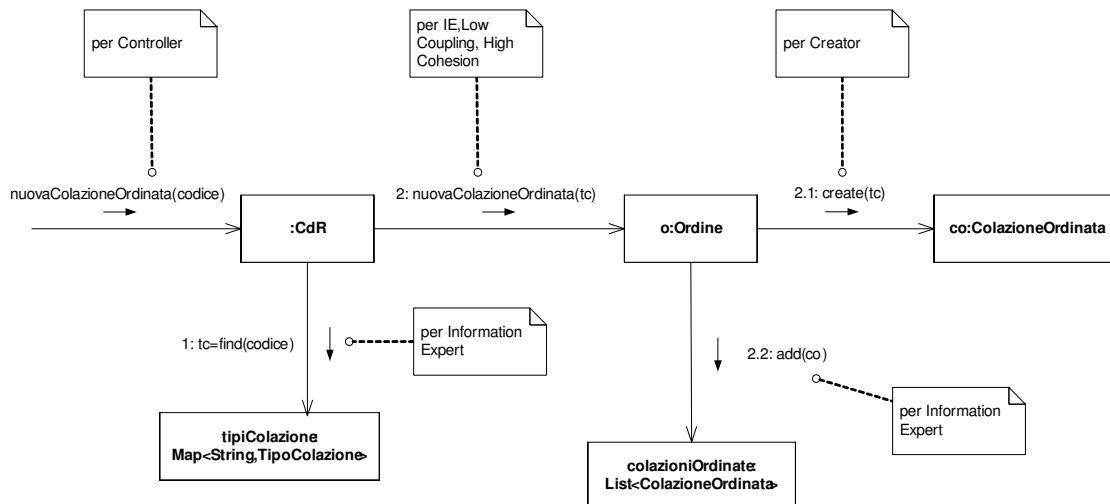 per Controller
per IE,Low
Coupling, High
Cohesion
per Creator
nuovaColazioneOrdinata(codice)
2: nuovaColazioneOrdinata(tc)
2.1: create(tc)
:CdR
o:Ordine
co:ColazioneOrdinata
1: tc=find(codice)
per Information
Expert
2.2: add(co)
per Information
Expert
tipiColazione:
Map<String,TipoColazione>
colazioniOrdinate:
List<ColazioneOrdinata>